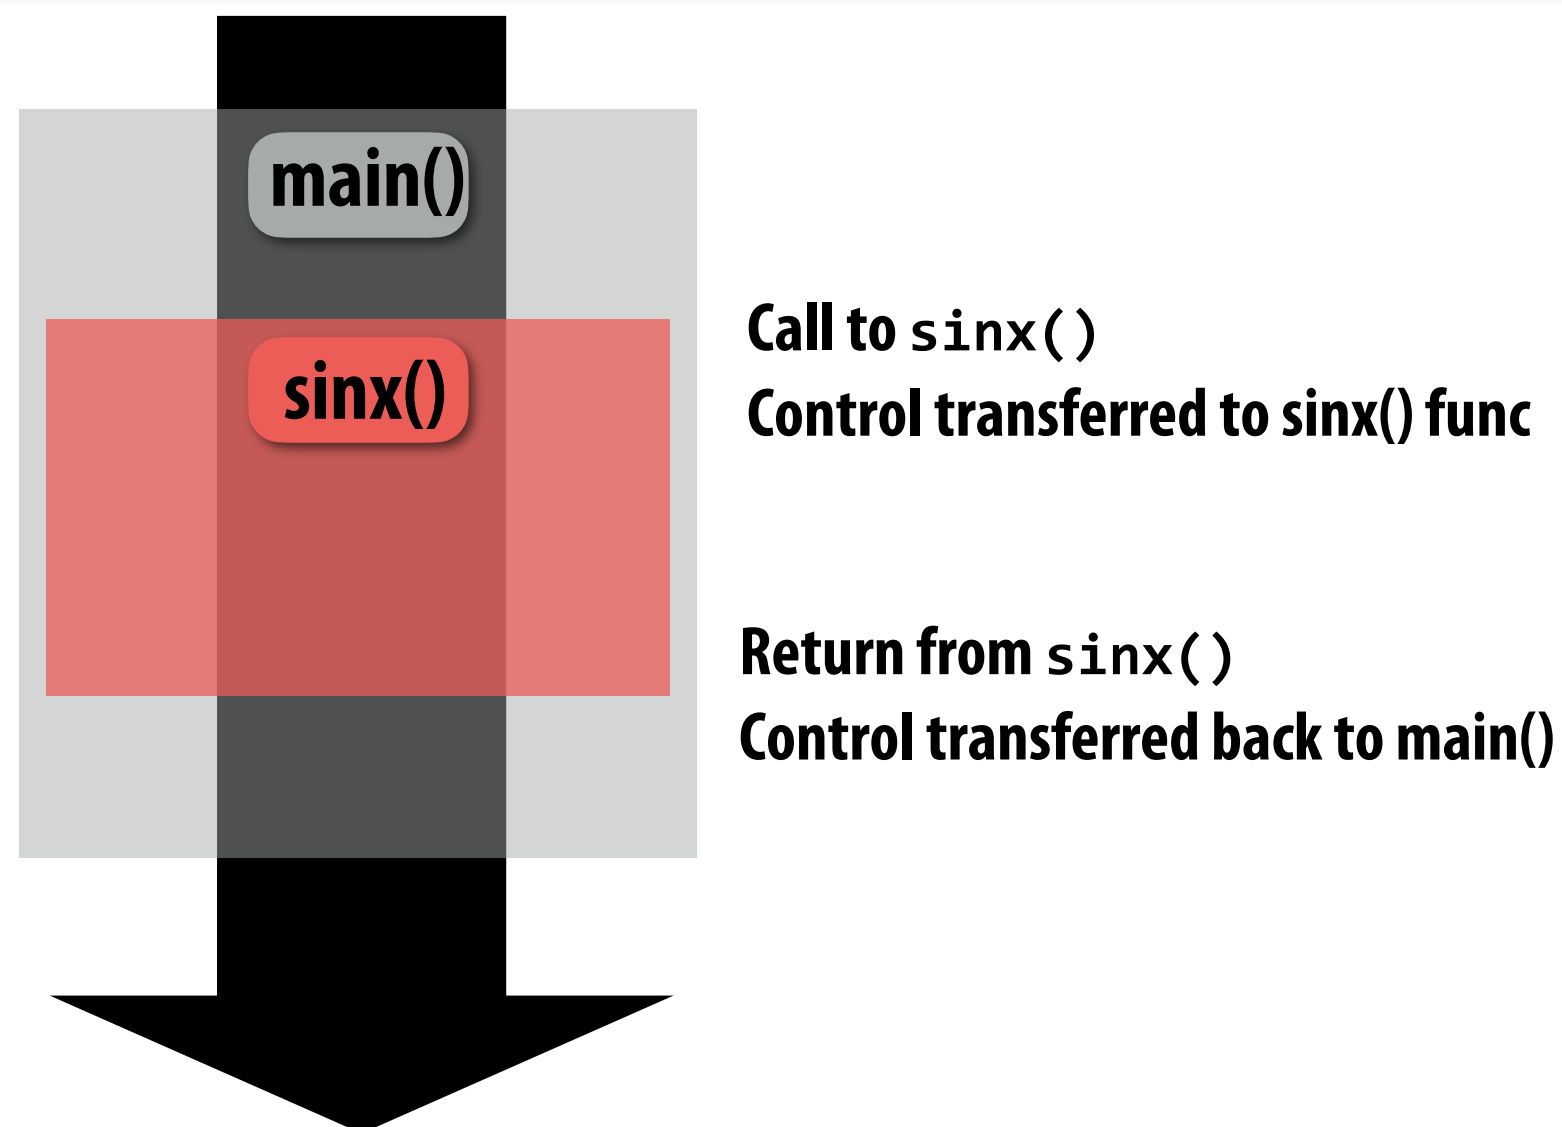 main()
sinx()
Call to sinx()
Control transferred to sinx() func
Return from sinx()
Control transferred back to main()